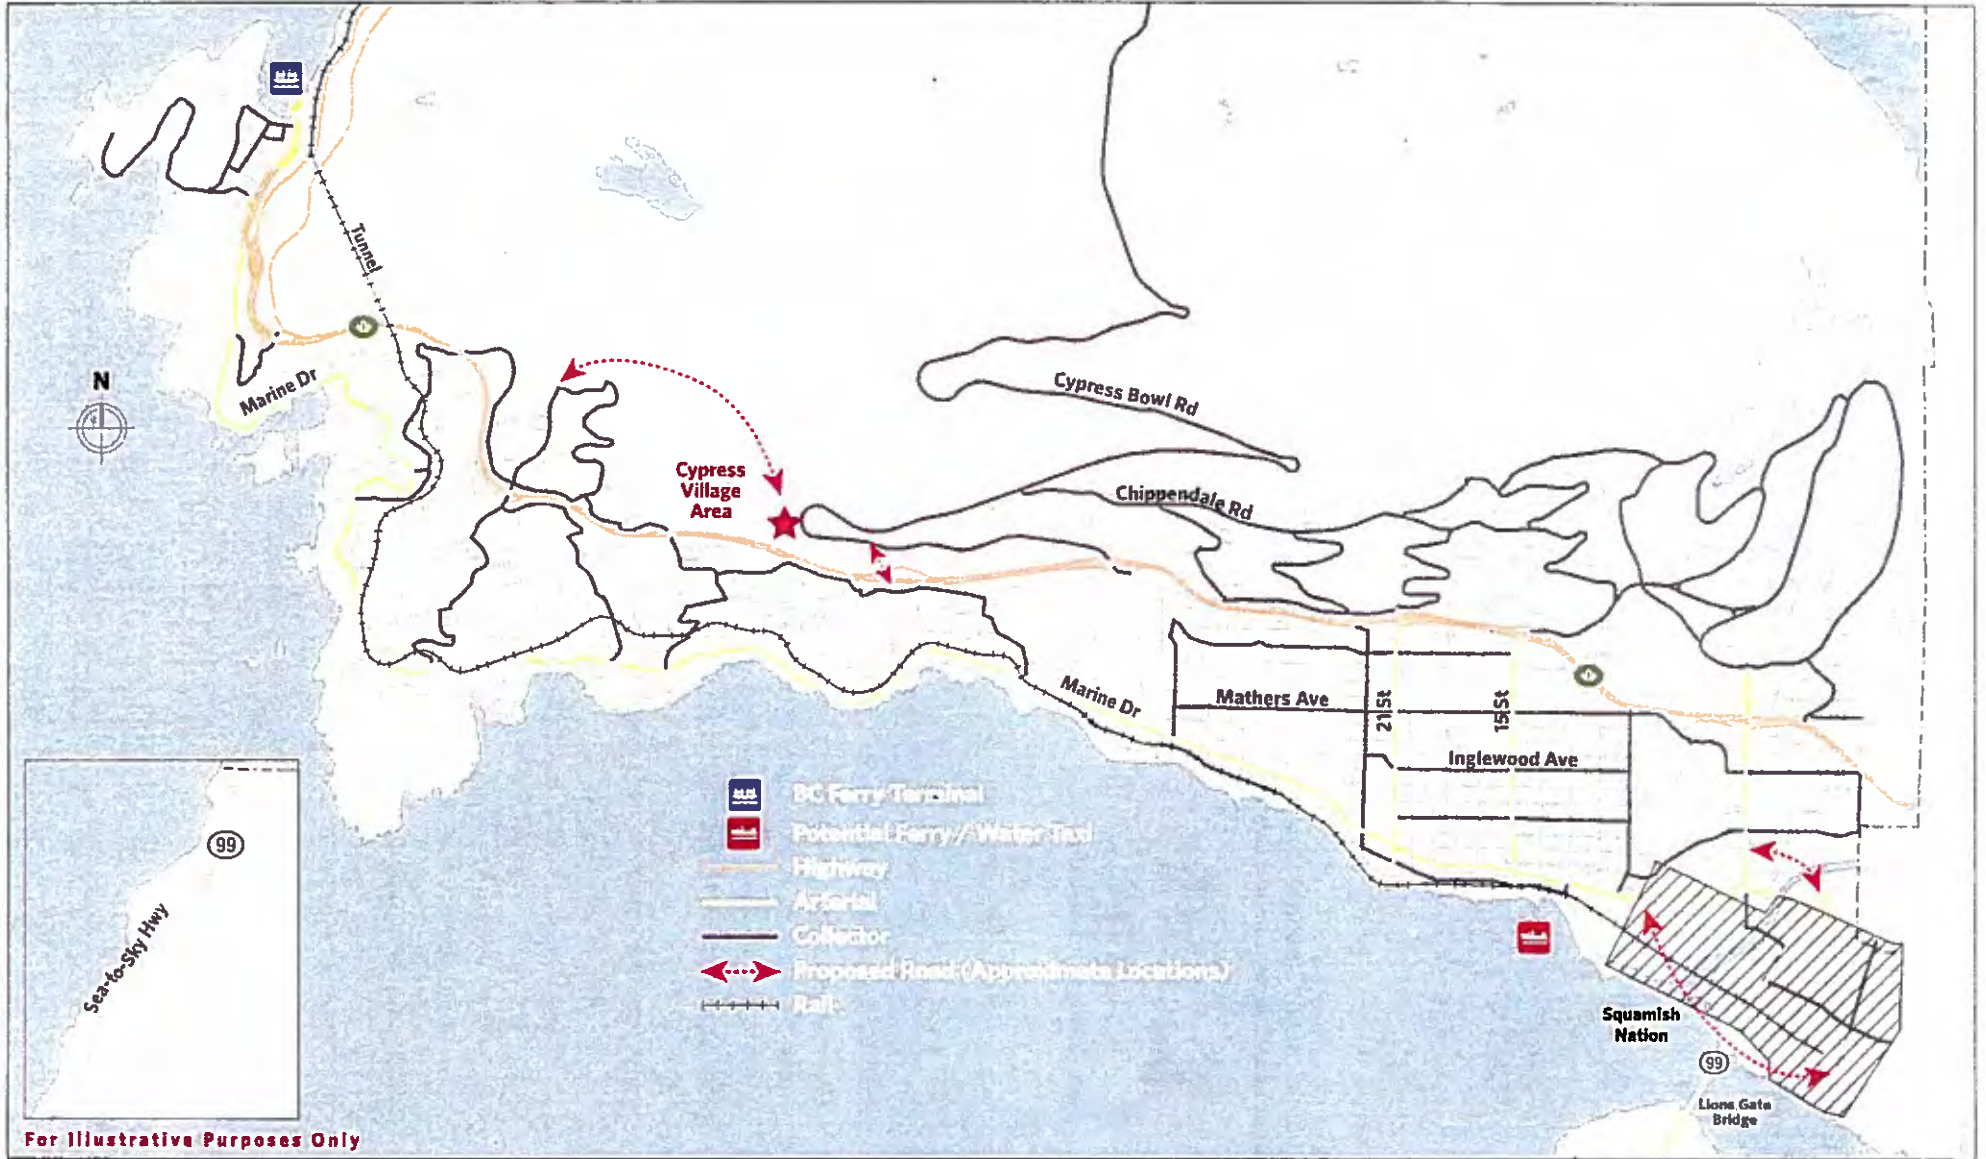 Tunnel
Marine Dr
N
Cypress
Village
Area
Cypress Bowl Rd
Chippendale Rd
Marine Dr
Mathers Ave
21 St
15 St
Inglewood Ave
BC Ferry Terminal
Potential Ferry / Water Taxi
Highway
Arterial
Collector
Proposed Road (Approximate Locations)
Rail
99
Sea-to-Sky Hwy
Squamish
Nation
99
Lions Gate
Bridge
For Illustrative Purposes Only